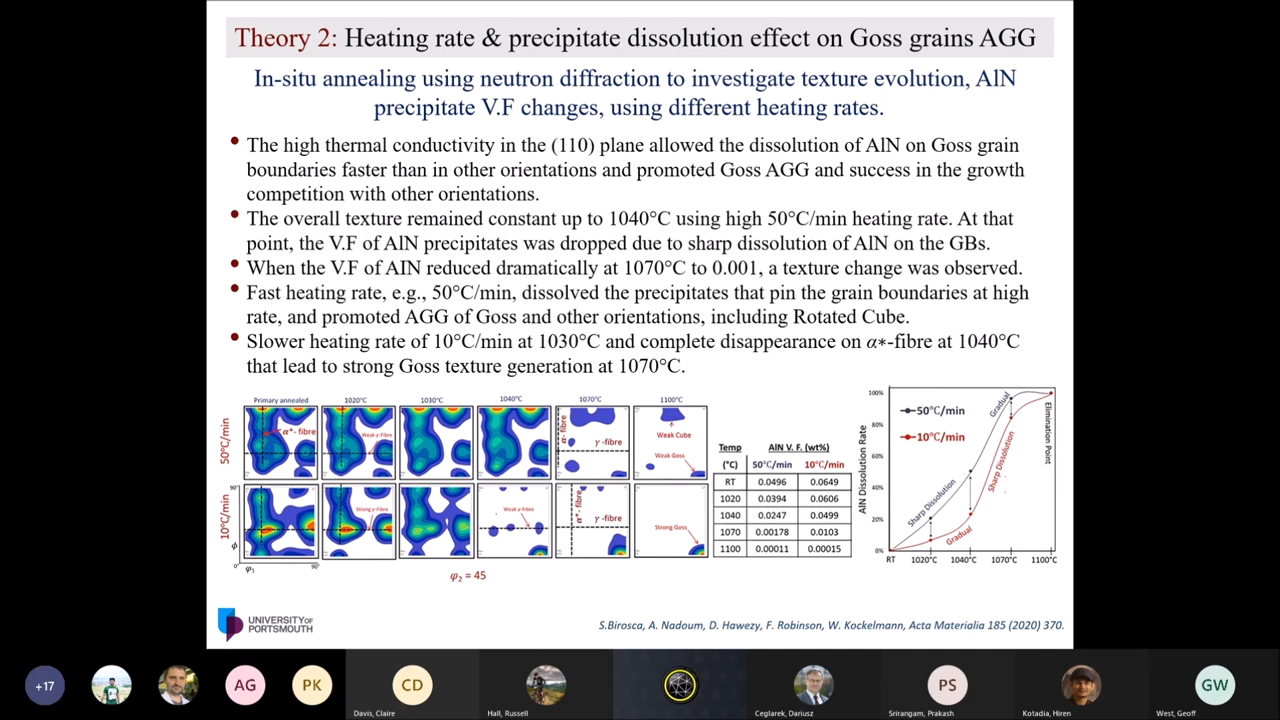 Theory 2: Heating rate & precipitate dissolution effect on Goss grains AGG
In-situ annealing using neutron diffraction to investigate texture evolution, AlN
precipitate V.F changes, using different heating rates.
• The high thermal conductivity in the (110) plane allowed the dissolution of AlN on Goss grain
boundaries faster than in other orientations and promoted Goss AGG and success in the growth
competition with other orientations.
• The overall texture remained constant up to 1040°C using high 50°C/min heating rate. At that
point, the V.F of AlN precipitates was dropped due to sharp dissolution of AlN on the GBs.
• When the V.F of AlN reduced dramatically at 1070°C to 0.001, a texture change was observed.
• Fast heating rate, e.g., 50°C/min, dissolved the precipitates that pin the grain boundaries at high
rate, and promoted AGG of Goss and other orientations, including Rotated Cube.
• Slower heating rate of 10°C/min at 1030°C and complete disappearance on α*-fibre at 1040°C
that lead to strong Goss texture generation at 1070°C.
Primary annealed 1020°C 1030°C 1040°C 1070°C 1100°C
50°C/min
α*- fibre
Weak γ-fibre
α- fibre
γ -fibre
Weak Cube
Weak Goss
10°C/min
90°
ϕ
0°
φ1
90°
Strong γ-fibre
Weak γ-fibre
α*- fibre
γ -fibre
Strong Goss
φ2 = 45
Temp AlN V. F. (wt%)
(°C) 50°C/min 10°C/min
RT 0.0496 0.0649
1020 0.0394 0.0606
1040 0.0247 0.0499
1070 0.00178 0.0103
1100 0.00011 0.00015
AlN Dissolution Rate
100%
80%
60%
40%
20%
0%
50°C/min
10°C/min
Sharp Dissolution
Gradual
Gradual
Sharp Dissolution
Elimination Point
RT 1020°C 1040°C 1070°C 1100°C
UNIVERSITY OF
PORTSMOUTH
S.Birosca, A. Nadoum, D. Hawezy, F. Robinson, W. Kockelmann, Acta Materialia 185 (2020) 370.
+17 AG PK CD PS GW
Davis, Claire Hall, Russell Ceglarek, Dariusz Srirangam, Prakash Kotadia, Hiren West, Geoff